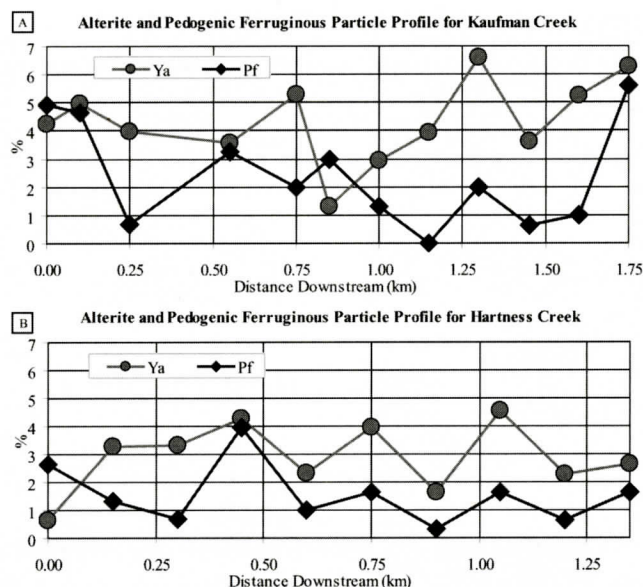 A
Alterite and Pedogenic Ferruginous Particle Profile for Kaufman Creek
7
6
5
4
3
2
1
0
%
Ya Pf
0.00 0.25 0.50 0.75 1.00 1.25 1.50 1.75
Distance Downstream (km)
B
Alterite and Pedogenic Ferruginous Particle Profile for Hartness Creek
7
6
5
4
3
2
1
0
%
Ya Pf
0.00 0.25 0.50 0.75 1.00
Distance Downstream (km)